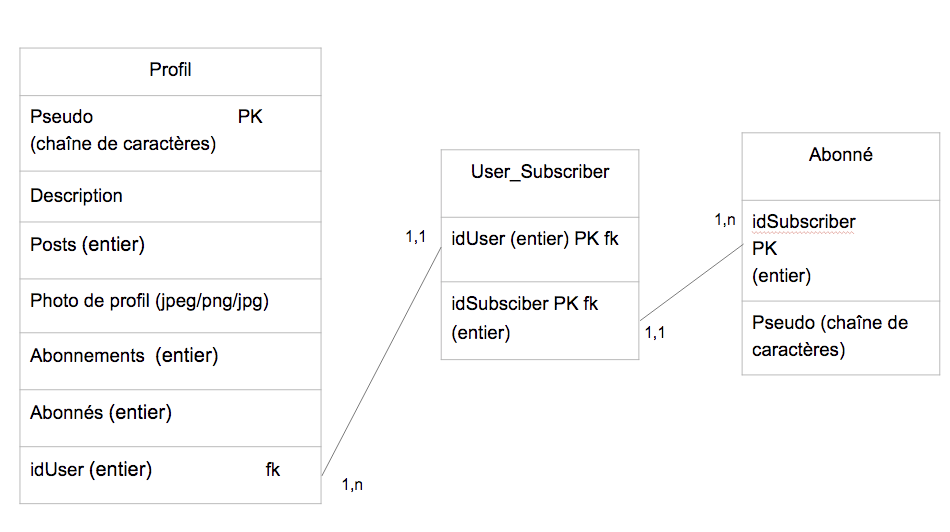 Profil
Pseudo PK
(chaîne de caractères)
Description
Posts (entier)
Photo de profil (jpeg/png/jpg)
Abonnements (entier)
Abonnés (entier)
idUser (entier) fk
1,n
1,1
User_Subscriber
idUser (entier) PK fk
idSubsciber PK fk
(entier)
1,1
1,n
Abonné
idSubscriber
PK
(entier)
Pseudo (chaîne de
caractères)